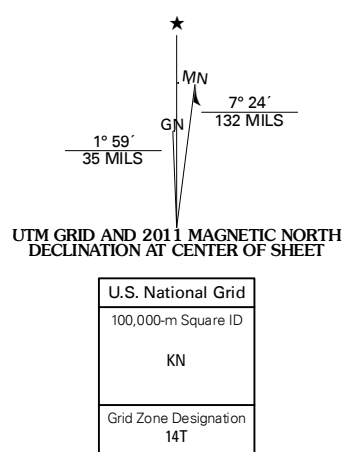 ★
MN
7° 24´
132 MILS
GN
1° 59´
35 MILS
UTM GRID AND 2011 MAGNETIC NORTH
DECLINATION AT CENTER OF SHEET
U.S. National Grid
100,000-m Square ID
KN
Grid Zone Designation
14T